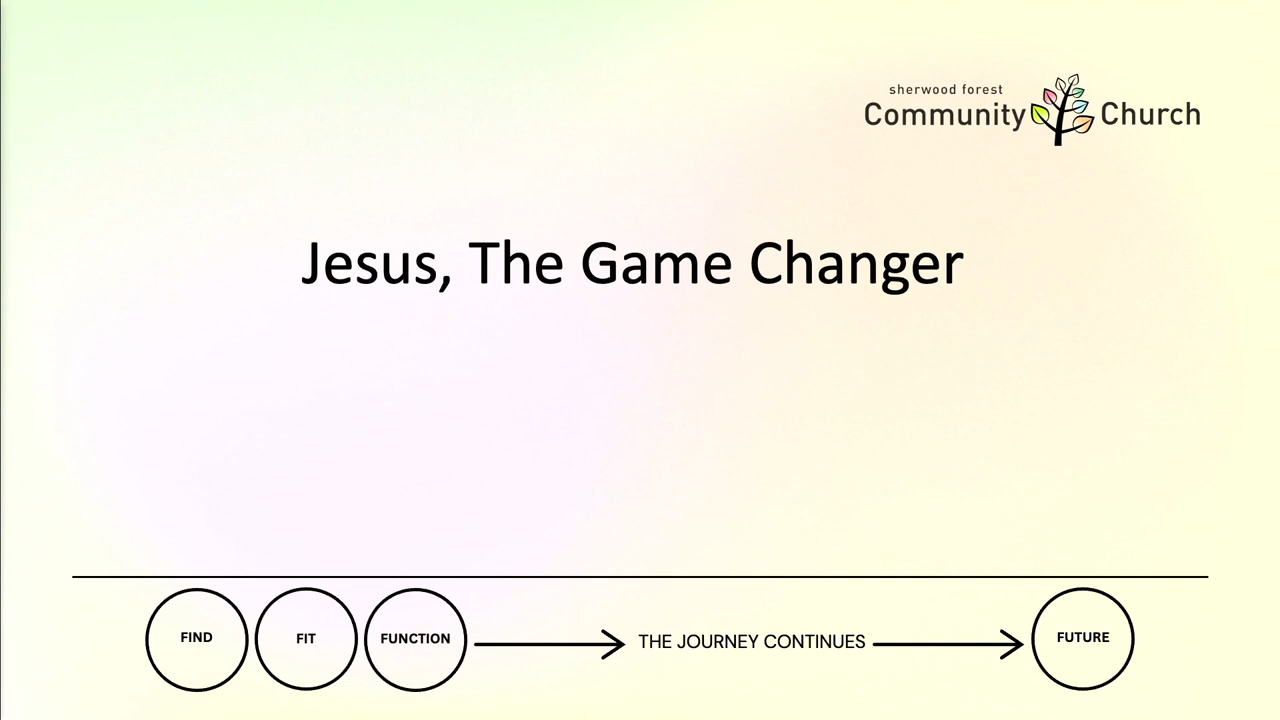 sherwood forest
Community Church
Jesus, The Game Changer
FIND FIT FUNCTION THE JOURNEY CONTINUES FUTURE